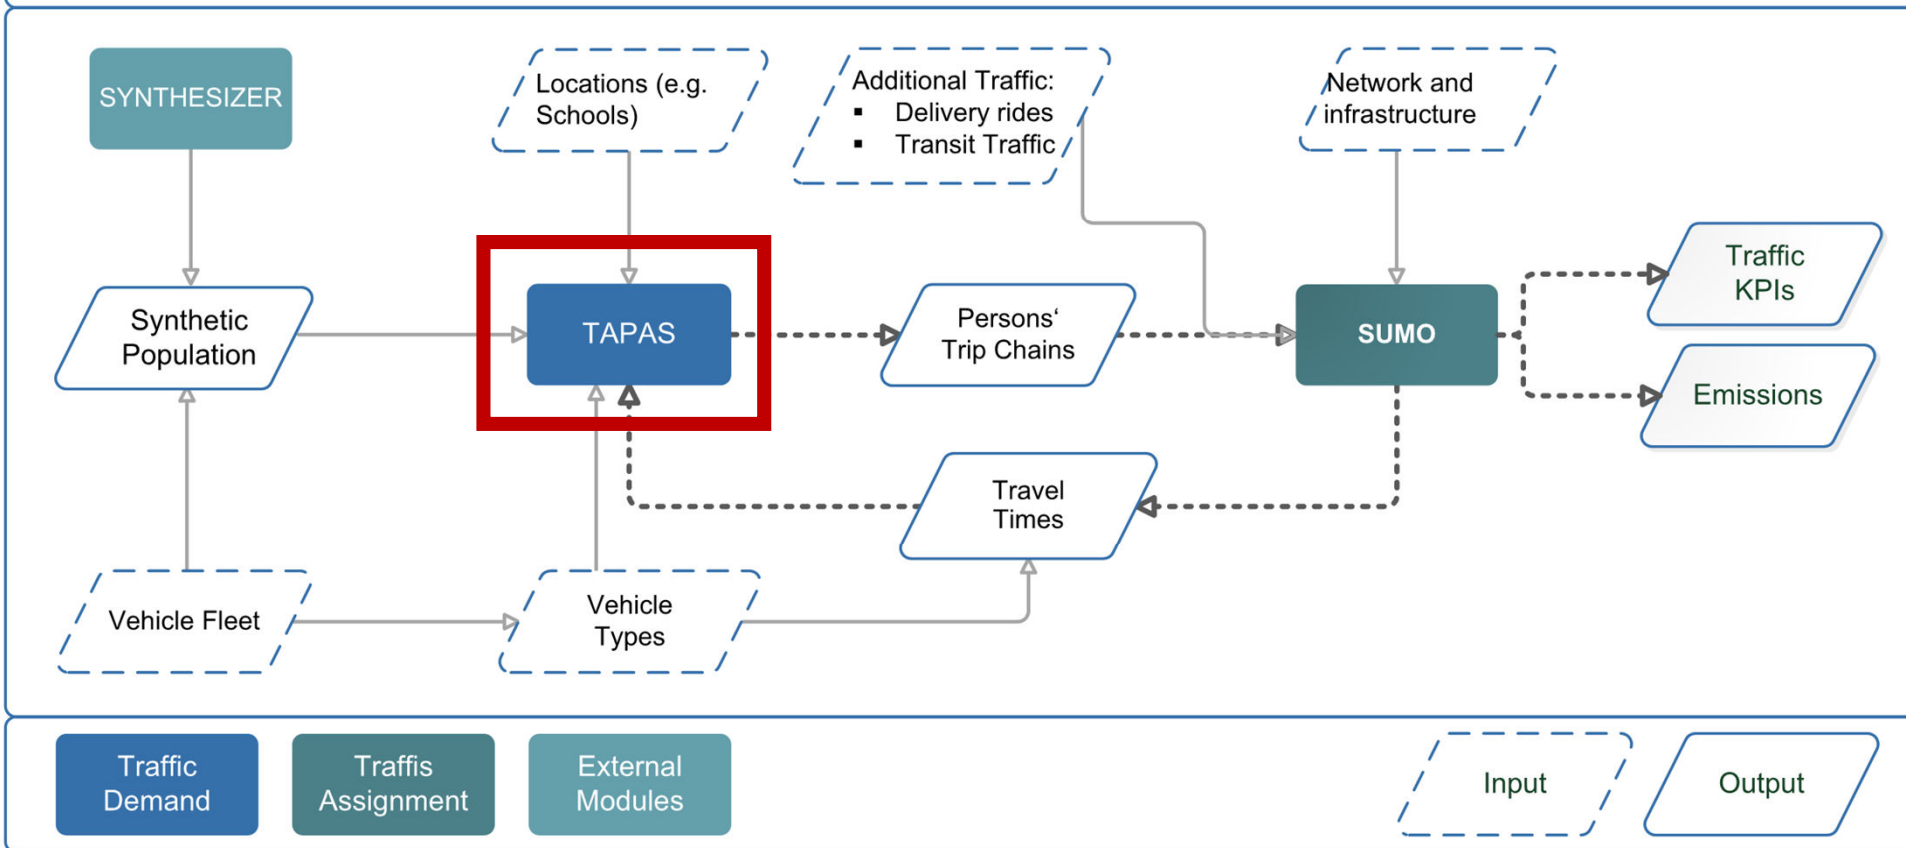 SYNTHESIZER
Locations (e.g.
Schools)
Additional Traffic:
▪ Delivery rides
▪ Transit Traffic
Network and
infrastructure
Synthetic
Population
TAPAS
Persons‘
Trip Chains
SUMO
Traffic
KPIs
Emissions
Travel
Times
Vehicle Fleet
Vehicle
Types
Traffic
Demand
Traffis
Assignment
External
Modules
Input
Output